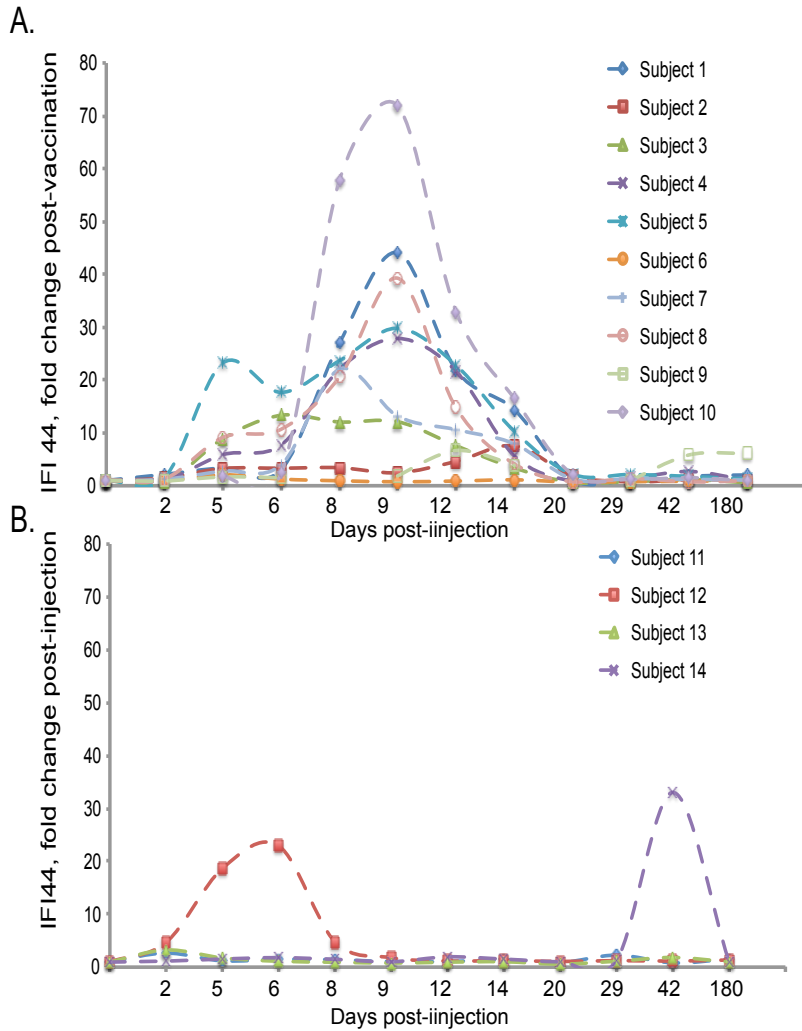 A.
IFI 44, fold change post-vaccination
80
70
60
50
40
30
20
10
0
2 5 6 8 9 12 14 20 29 42 180
Days post-iinjection
Subject 1
Subject 2
Subject 3
Subject 4
Subject 5
Subject 6
Subject 7
Subject 8
Subject 9
Subject 10
B.
IFI44, fold change post-injection
80
70
60
50
40
30
20
10
0
2 5 6 8 9 12 14 20 29 42 180
Days post-iinjection
Subject 11
Subject 12
Subject 13
Subject 14